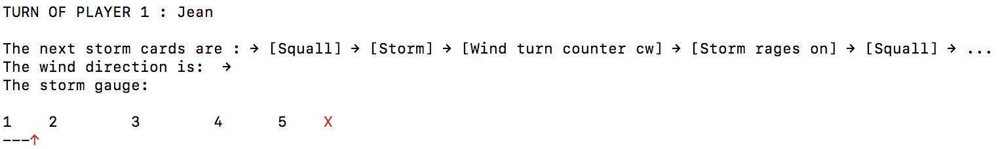 TURN OF PLAYER 1 : Jean
The next storm cards are : → [Squall] → [Storm] → [Wind turn counter cw] → [Storm rages on] → [Squall] → ...
The wind direction is:  →
The storm gauge:
1    2        3        4      5    X
---↑